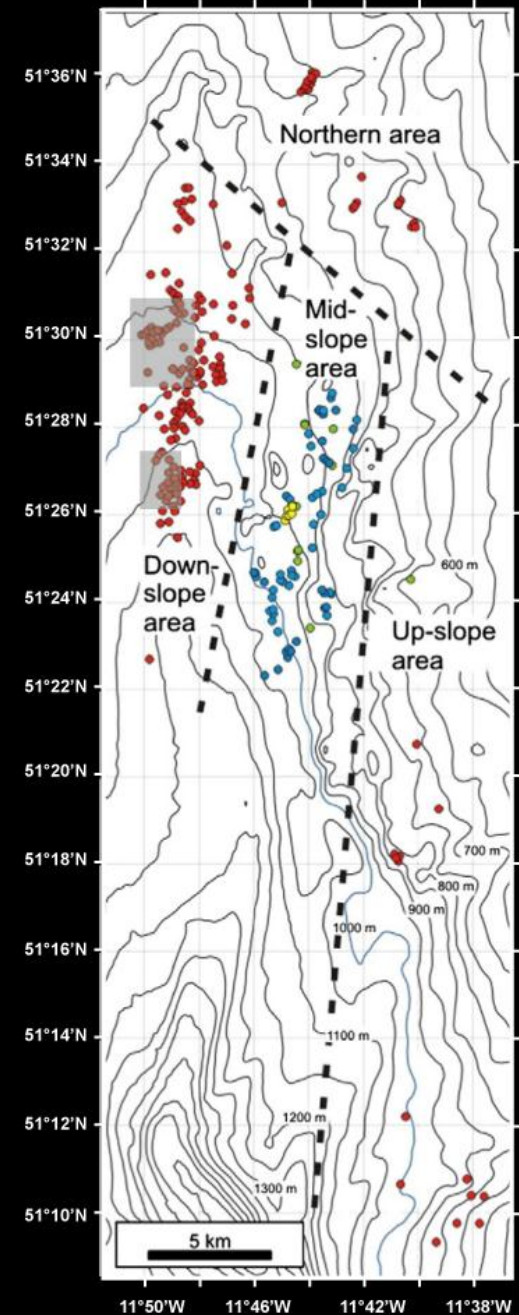 51°36'N
Northern area
51°34'N
51°32'N
Mid-
slope
area
51°30'N
51°28'N
51°26'N
Down-
slope
area
600 m
51°24'N
Up-slope
area
51°22'N
51°20'N
51°18'N
700 m
800 m
900 m
1000 m
51°16'N
51°14'N
1100 m
51°12'N
1200 m
1300 m
51°10'N
5 km
11°50'W 11°46'W 11°42'W 11°38'W